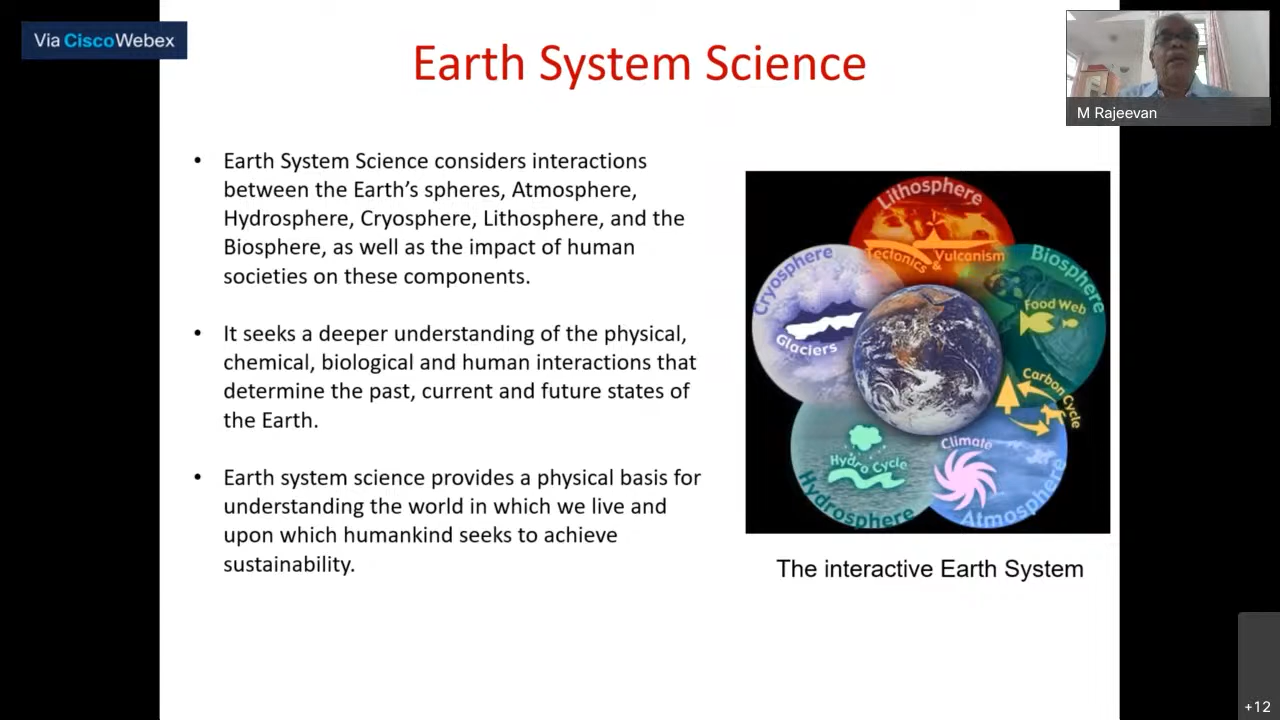 Via CiscoWebex
Earth System Science
M Rajeevan
• Earth System Science considers interactions
between the Earth's spheres, Atmosphere,
Hydrosphere, Cryosphere, Lithosphere, and the
Biosphere, as well as the impact of human
societies on these components.
• It seeks a deeper understanding of the physical,
chemical, biological and human interactions that
determine the past, current and future states of
the Earth.
• Earth system science provides a physical basis for
understanding the world in which we live and
upon which humankind seeks to achieve
sustainability.
Lithosphere
Tectonics & Vulcanism
Cryosphere
Glaciers
Biosphere
Food Web
Carbon Cycle
Climate
Atmosphere
Hydro Cycle
Hydrosphere
The interactive Earth System
+12